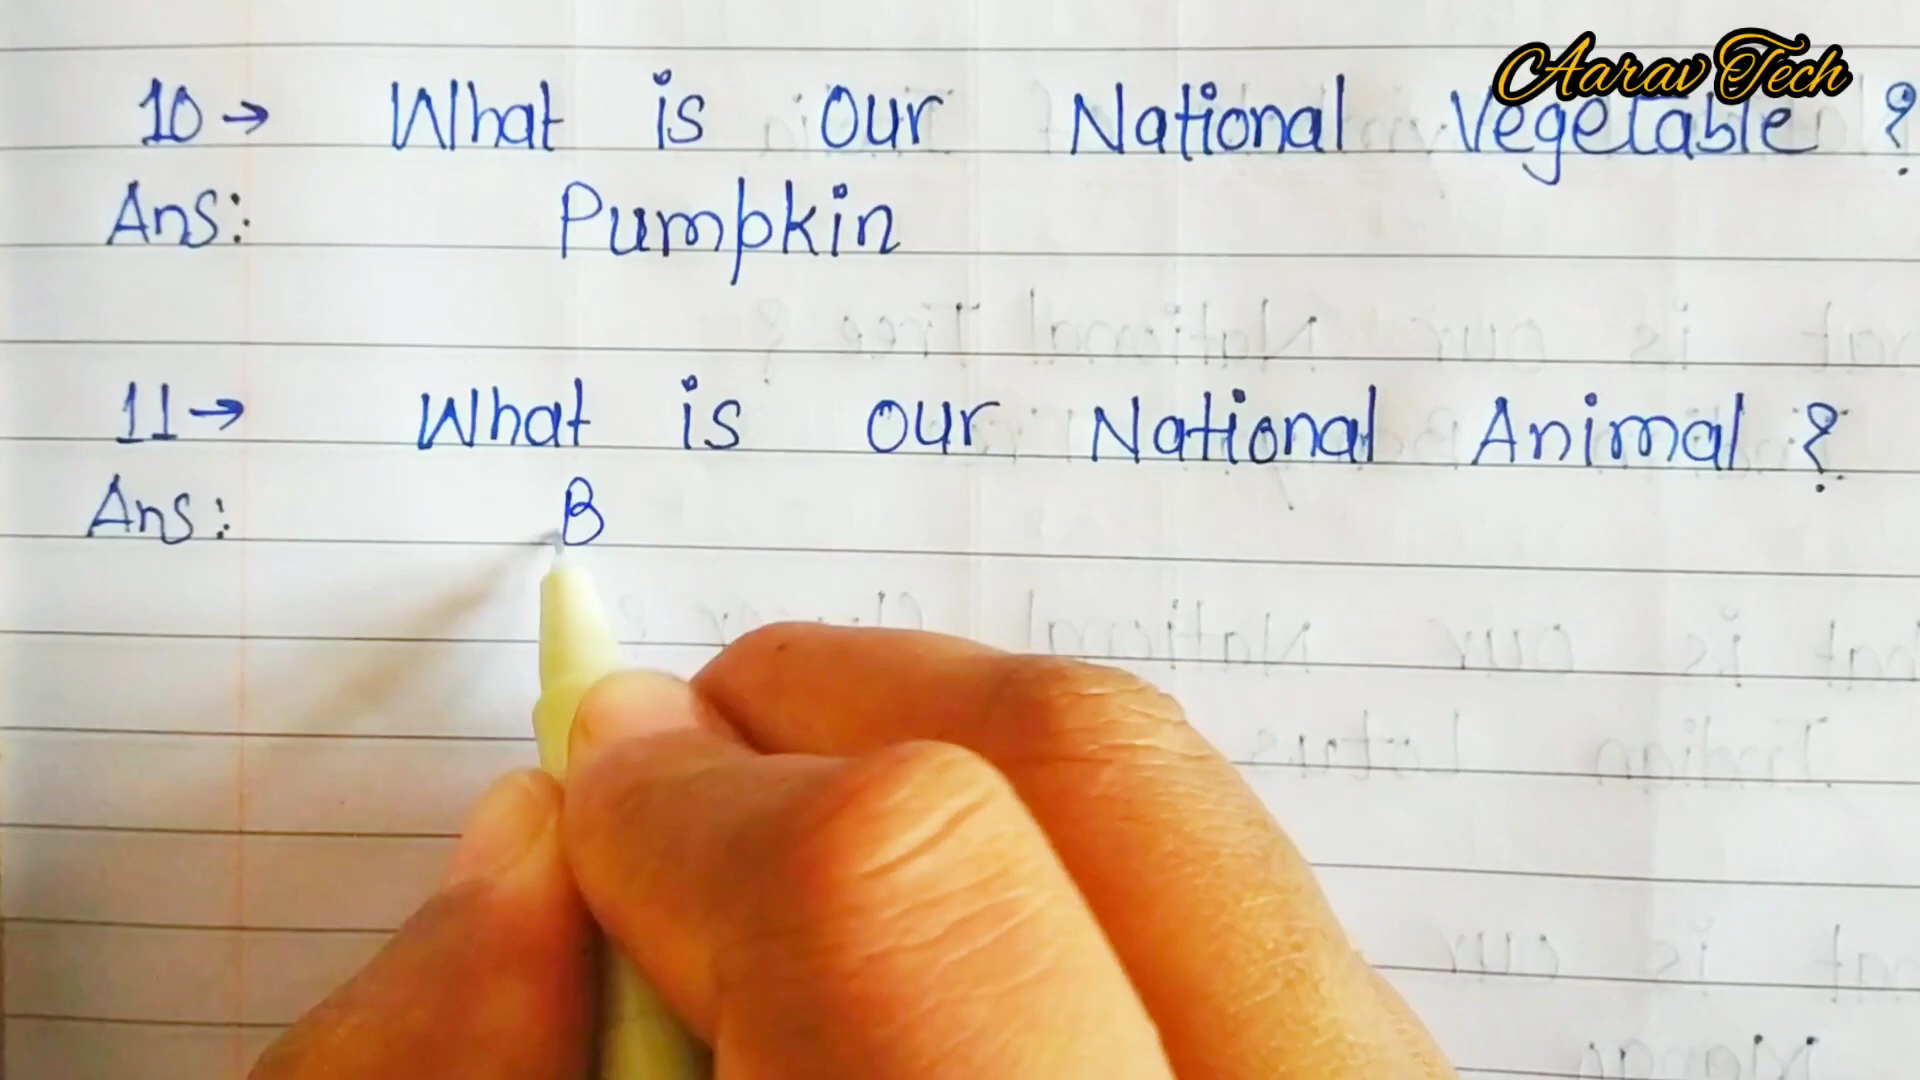 Aarav Tech
10→ What is our National Vegetable ?
Ans: Pumpkin
11→ What is our National Animal ?
Ans: B